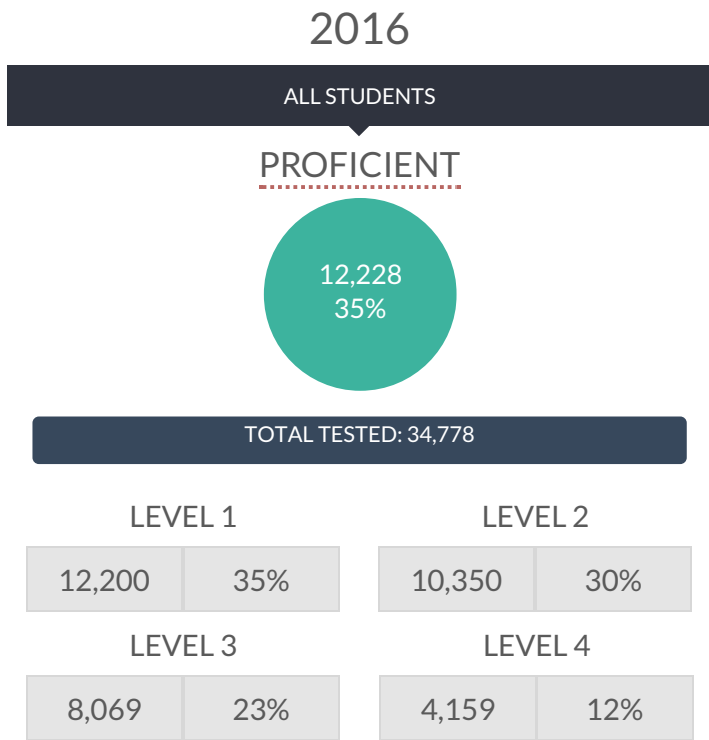 2016
ALL STUDENTS
PROFICIENT
12,228
35%
TOTAL TESTED: 34,778
LEVEL 1
12,200 35%
LEVEL 2
10,350 30%
LEVEL 3
8,069 23%
LEVEL 4
4,159 12%